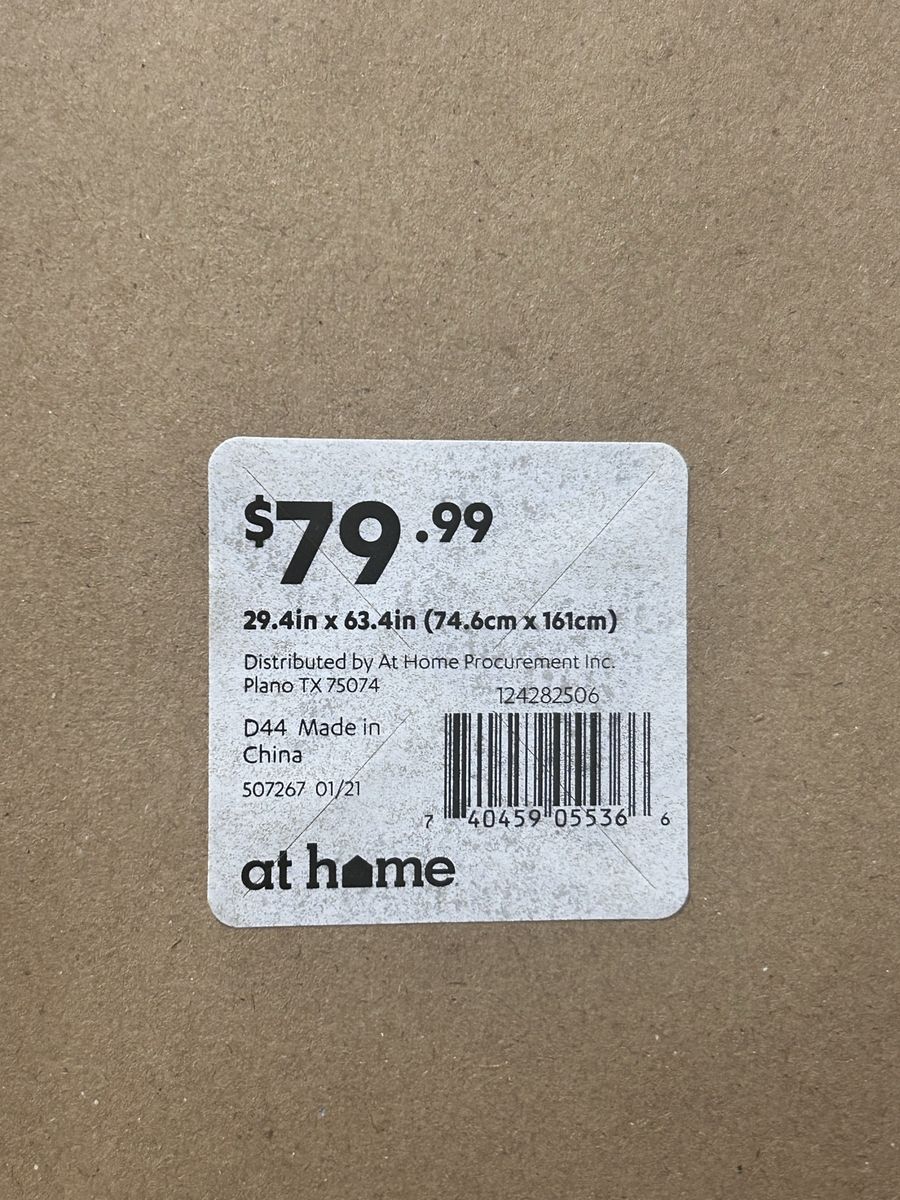 $79.99
29.4in x 63.4in (74.6cm x 161cm)
Distributed by At Home Procurement Inc.
Plano TX 75074
124282506
D44 Made in
China
507267 01/21
7 40459 05536 6
at home